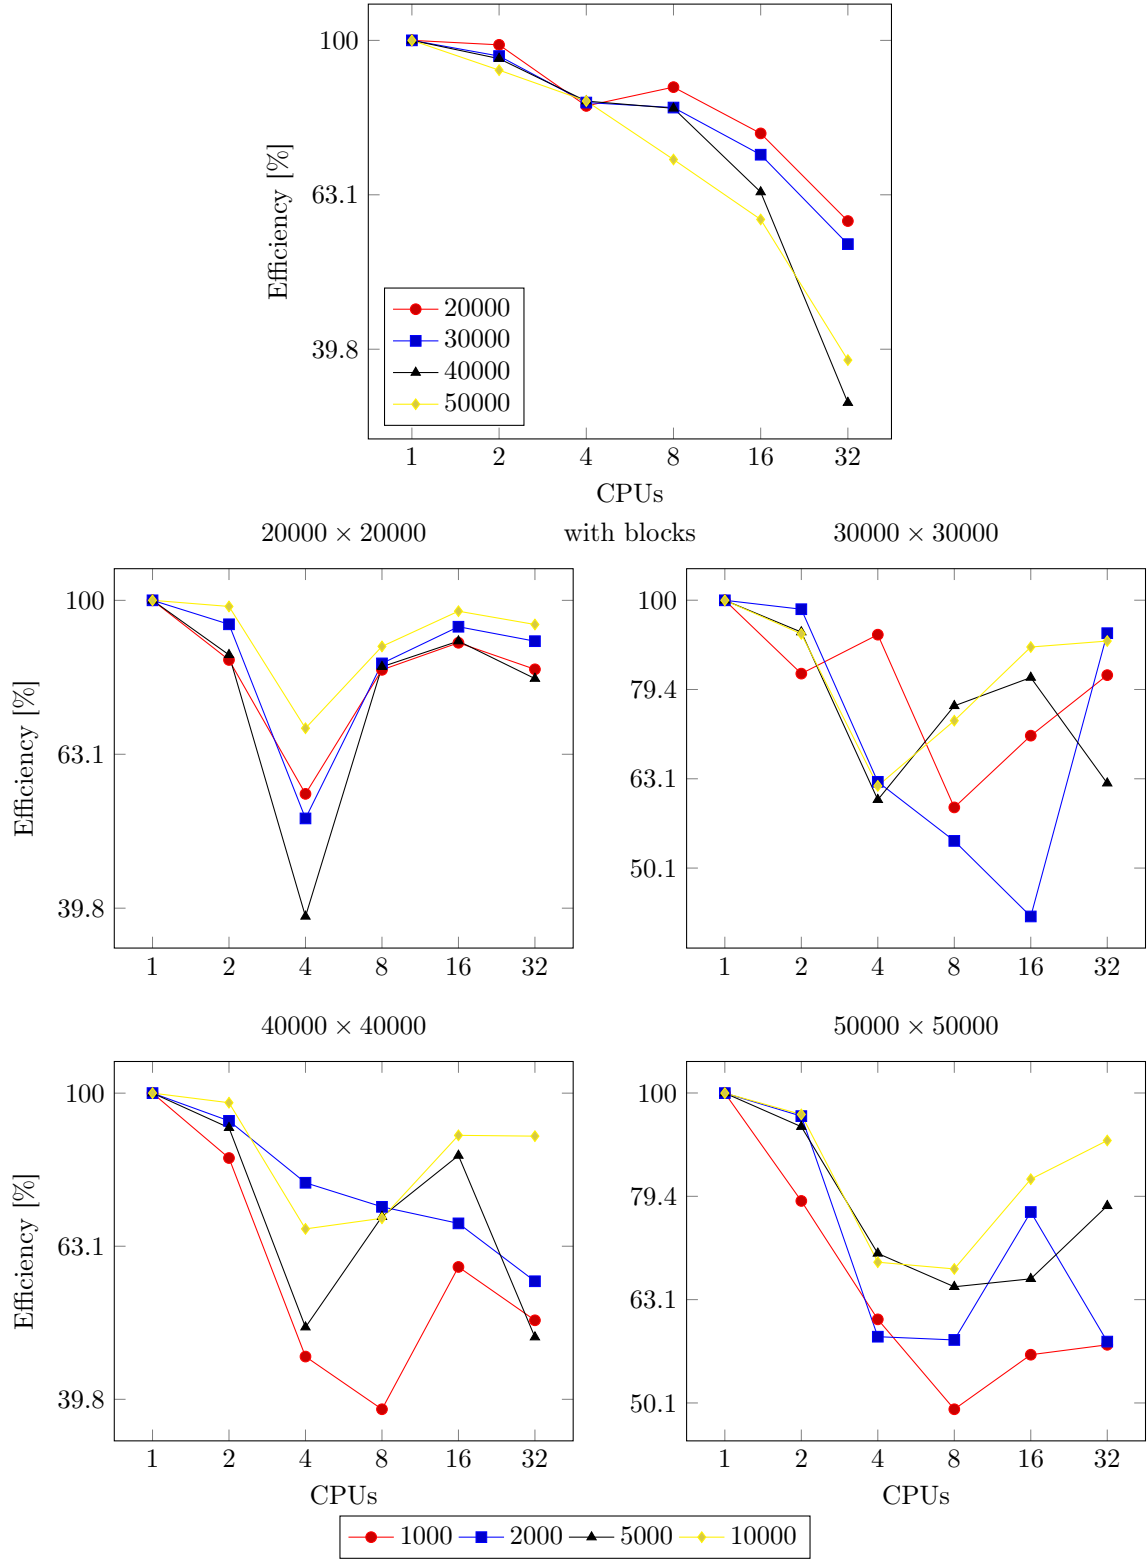 100
63.1
39.8
Efficiency [%]
20000
30000
40000
50000
1 2 4 8 16 32
CPUs
with blocks
20000 × 20000
100
63.1
39.8
Efficiency [%]
1 2 4 8 16 32
30000 × 30000
100
79.4
63.1
50.1
1 2 4 8 16 32
40000 × 40000
100
63.1
39.8
Efficiency [%]
1 2 4 8 16 32
CPUs
50000 × 50000
100
79.4
63.1
50.1
1 2 4 8 16 32
CPUs
1000 2000 5000 10000